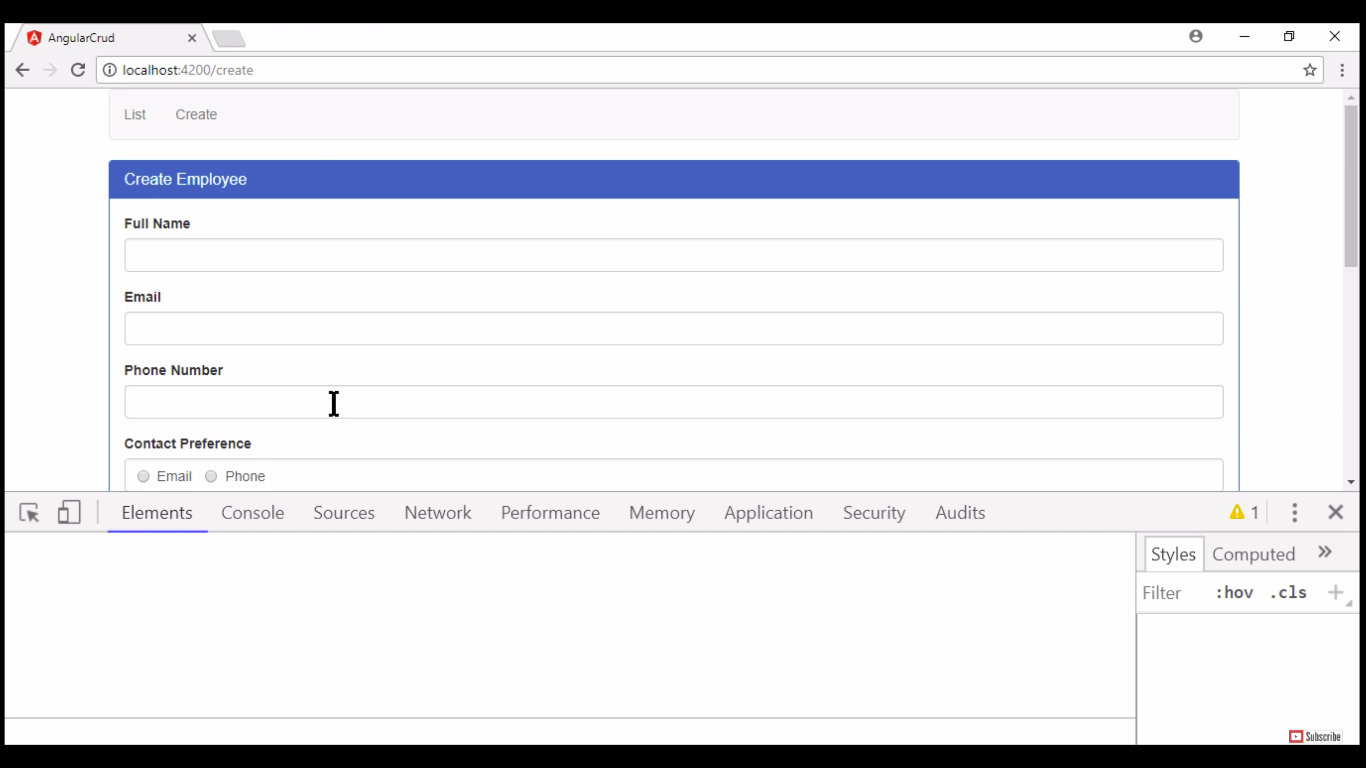 AngularCrud
localhost:4200/create
List Create
Create Employee
Full Name
Email
Phone Number
Contact Preference
Email Phone
Elements Console Sources Network Performance Memory Application Security Audits 1
Styles Computed
Filter :hov .cls
Subscribe